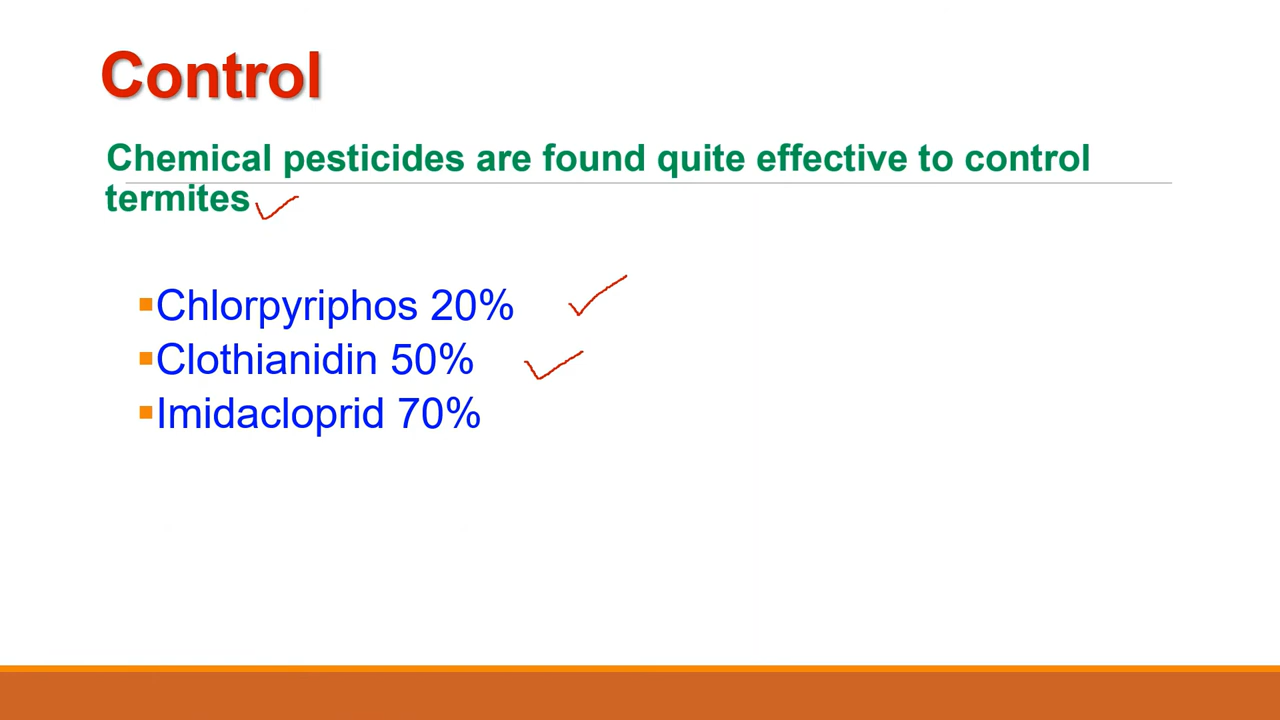 Control
Chemical pesticides are found quite effective to control
termites
Chlorpyriphos 20%
Clothianidin 50%
Imidacloprid 70%